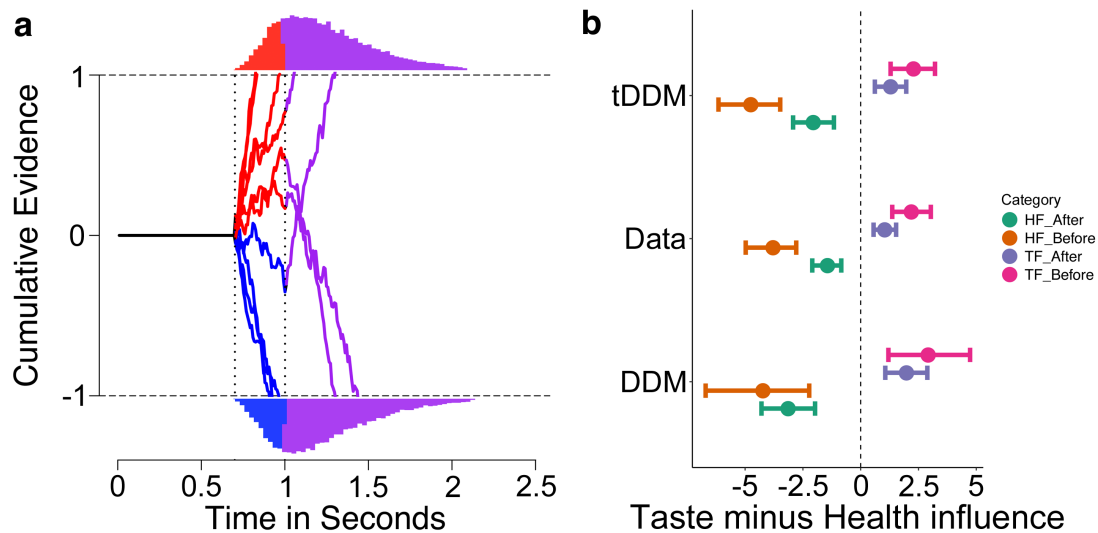 a
Cumulative Evidence
1
0
-1
0
0.5
1
1.5
2
2.5
Time in Seconds
b
tDDM
Data
DDM
-5
-2.5
0
2.5
5
Taste minus Health influence
Category
HF_After
HF_Before
TF_After
TF_Before